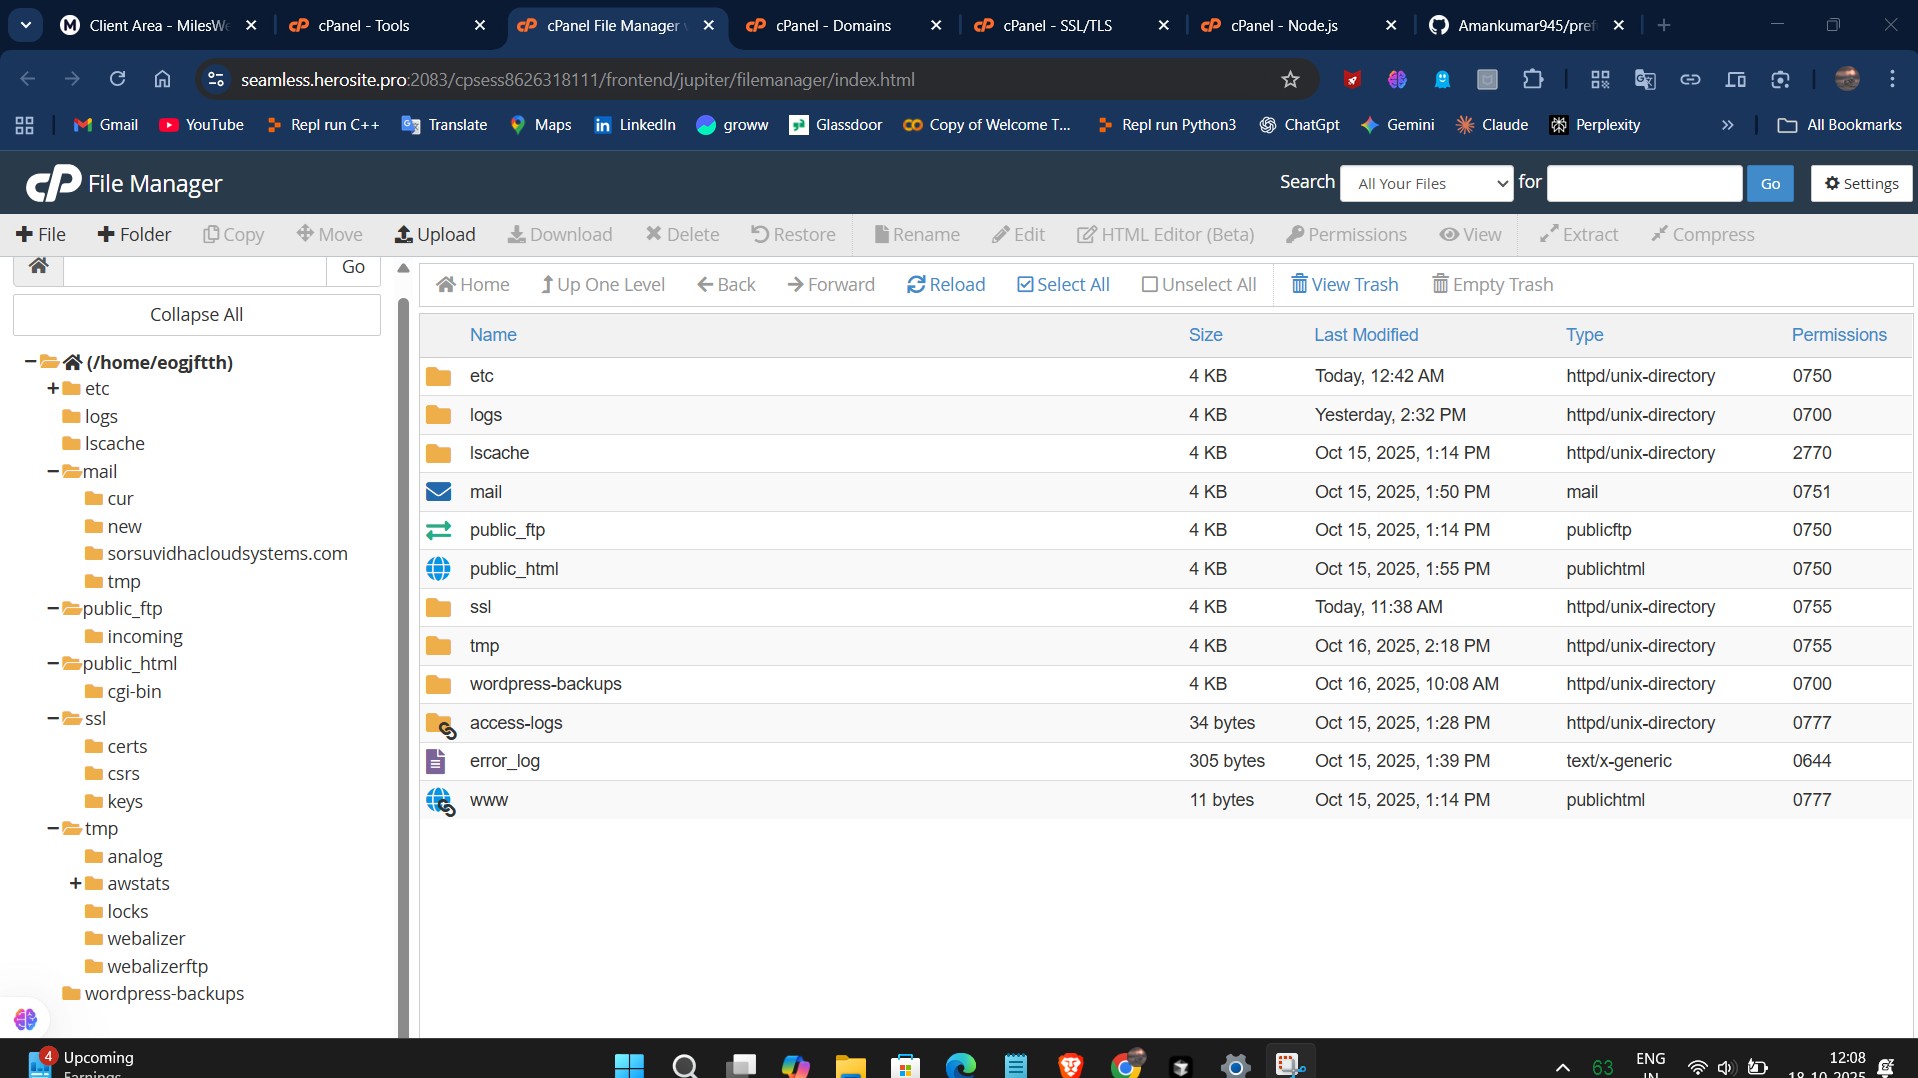 Client Area - MilesWe
cPanel - Tools
cPanel File Manager v
cPanel - Domains
cPanel - SSL/TLS
cPanel - Node.js
Amankumar945/pref
seamless.herosite.pro:2083/cpsess8626318111/frontend/jupiter/filemanager/index.html
Gmail YouTube Repl run C++ Translate Maps LinkedIn groww Glassdoor Copy of Welcome T... Repl run Python3 ChatGpt Gemini Claude Perplexity » All Bookmarks
cP File Manager
Search All Your Files for Go Settings
File Folder Copy Move Upload Download Delete Restore Rename Edit HTML Editor (Beta) Permissions View Extract Compress
Go
Collapse All
(/home/eogjftth)
etc
logs
lscache
mail
cur
new
sorsuvidhacloudsystems.com
tmp
public_ftp
incoming
public_html
cgi-bin
ssl
certs
csrs
keys
tmp
analog
awstats
locks
webalizer
webalizerftp
wordpress-backups
Home Up One Level Back Forward Reload Select All Unselect All View Trash Empty Trash
Name Size Last Modified Type Permissions
etc 4 KB Today, 12:42 AM httpd/unix-directory 0750
logs 4 KB Yesterday, 2:32 PM httpd/unix-directory 0700
lscache 4 KB Oct 15, 2025, 1:14 PM httpd/unix-directory 2770
mail 4 KB Oct 15, 2025, 1:50 PM mail 0751
public_ftp 4 KB Oct 15, 2025, 1:14 PM publicftp 0750
public_html 4 KB Oct 15, 2025, 1:55 PM publichtml 0750
ssl 4 KB Today, 11:38 AM httpd/unix-directory 0755
tmp 4 KB Oct 16, 2025, 2:18 PM httpd/unix-directory 0755
wordpress-backups 4 KB Oct 16, 2025, 10:08 AM httpd/unix-directory 0700
access-logs 34 bytes Oct 15, 2025, 1:28 PM httpd/unix-directory 0777
error_log 305 bytes Oct 15, 2025, 1:39 PM text/x-generic 0644
www 11 bytes Oct 15, 2025, 1:14 PM publichtml 0777
4
Upcoming
Earnings
63
ENG
IN
12:08
18-10-2025